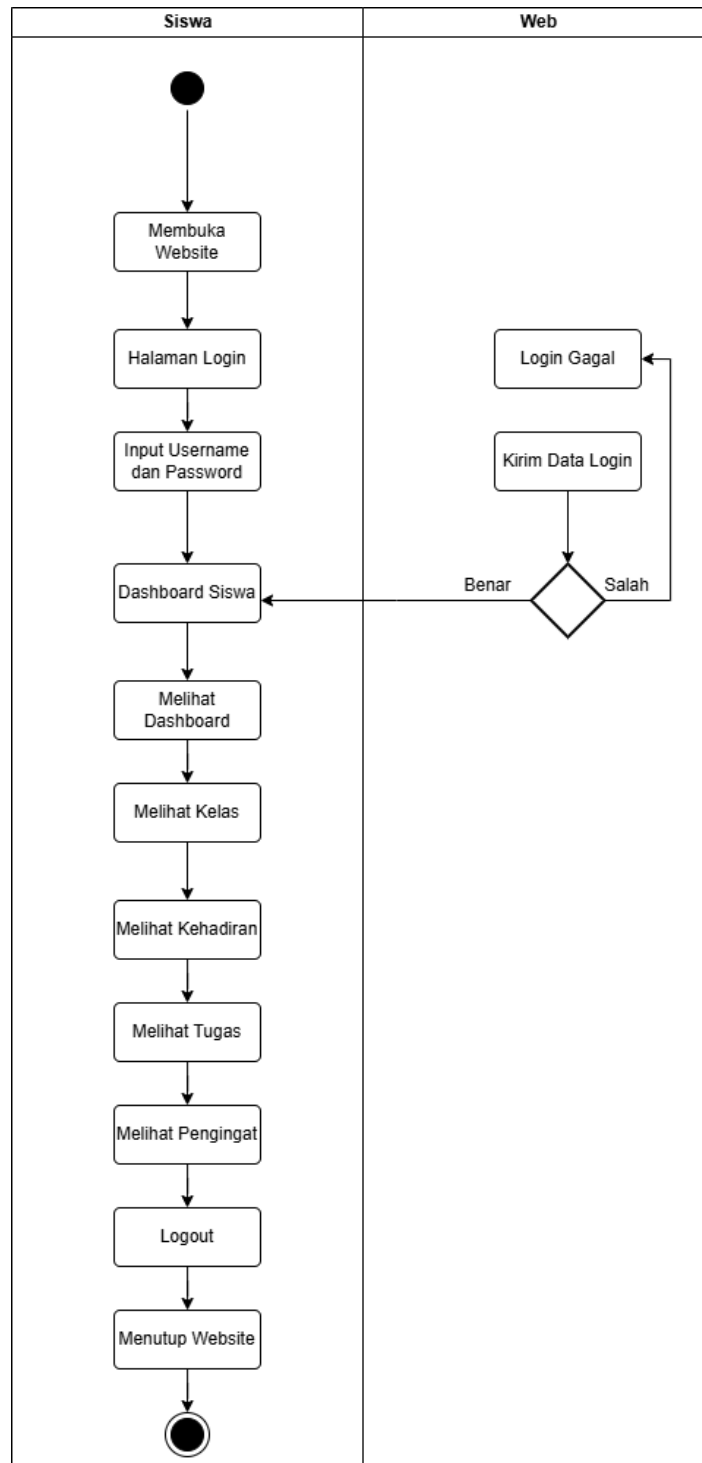 Siswa
Web
Membuka
Website
Halaman Login
Login Gagal
Input Username
dan Password
Kirim Data Login
Dashboard Siswa
Benar
Salah
Melihat
Dashboard
Melihat Kelas
Melihat Kehadiran
Melihat Tugas
Melihat Pengingat
Logout
Menutup Website